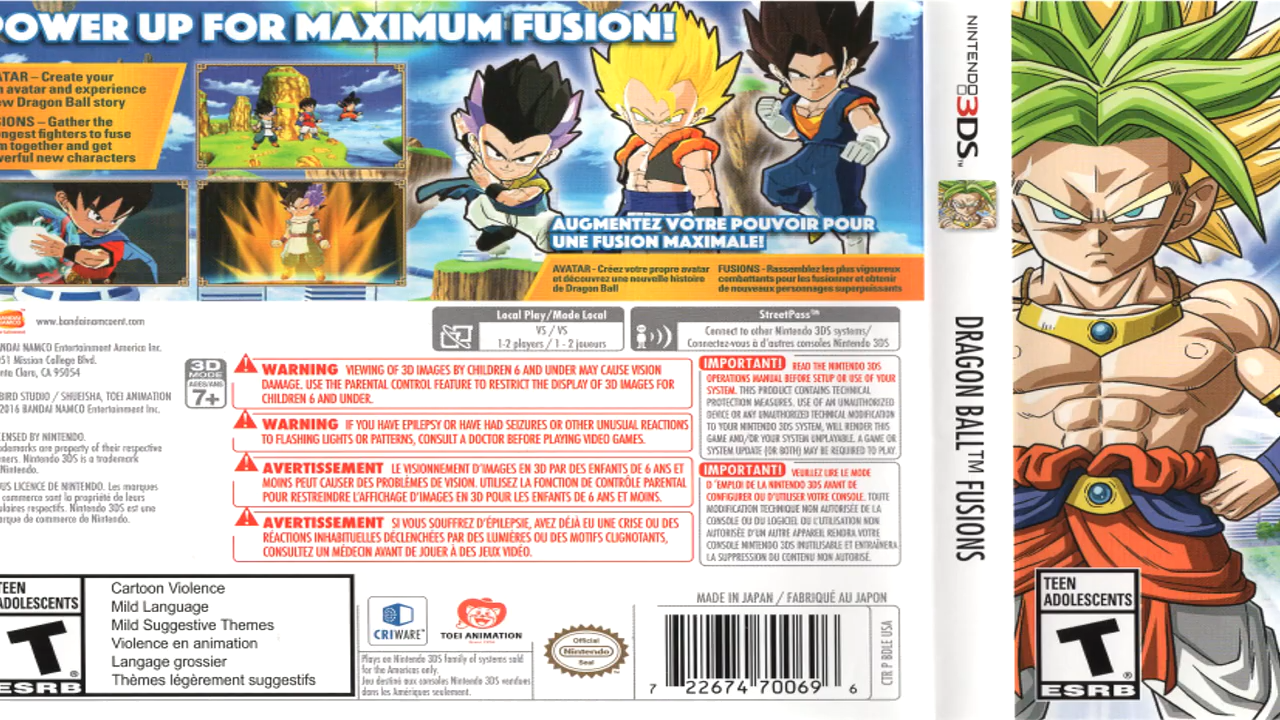 POWER UP FOR MAXIMUM FUSION!
ATAR – Create your
n avatar and experience
ew Dragon Ball story
SIONS – Gather the
ongest fighters to fuse
m together and get
werful new characters
AUGMENTEZ VOTRE POUVOIR POUR
UNE FUSION MAXIMALE!
AVATAR - Créez votre propre avatar
et découvrez une nouvelle histoire
de Dragon Ball
FUSIONS - Rassemblez les plus vigoureux
combattants pour les fusionner et obtenir
de nouveaux personnages superpuissants
BANDAI
NAMCO
www.bandainamcoent.com
ANDAI NAMCO Entertainment America Inc.
051 Mission College Blvd.
nta Clara, CA 95054
BIRD STUDIO / SHUEISHA, TOEI ANIMATION
2016 BANDAI NAMCO Entertainment Inc.
ENSED BY NINTENDO.
demarks are property of their respective
ners. Nintendo 3DS is a trademark
Nintendo.
US LICENCE DE NINTENDO. Les marques
commerce sont la propriété de leurs
ulaires respectifs. Nintendo 3DS est une
rque de commerce de Nintendo.
3D
MODE
AGES/ANS
7+
Local Play/Mode Local
VS / VS
1-2 players / 1 - 2 joueurs
StreetPass™
Connect to other Nintendo 3DS systems/
Connectez-vous à d'autres consoles Nintendo 3DS
WARNING VIEWING OF 3D IMAGES BY CHILDREN 6 AND UNDER MAY CAUSE VISION
DAMAGE. USE THE PARENTAL CONTROL FEATURE TO RESTRICT THE DISPLAY OF 3D IMAGES FOR
CHILDREN 6 AND UNDER.
WARNING IF YOU HAVE EPILEPSY OR HAVE HAD SEIZURES OR OTHER UNUSUAL REACTIONS
TO FLASHING LIGHTS OR PATTERNS, CONSULT A DOCTOR BEFORE PLAYING VIDEO GAMES.
AVERTISSEMENT LE VISIONNEMENT D'IMAGES EN 3D PAR DES ENFANTS DE 6 ANS ET
MOINS PEUT CAUSER DES PROBLÈMES DE VISION. UTILISEZ LA FONCTION DE CONTRÔLE PARENTAL
POUR RESTREINDRE L'AFFICHAGE D'IMAGES EN 3D POUR LES ENFANTS DE 6 ANS ET MOINS.
AVERTISSEMENT SI VOUS SOUFFREZ D'ÉPILEPSIE, AVEZ DÉJÀ EU UNE CRISE OU DES
RÉACTIONS INHABITUELLES DÉCLENCHÉES PAR DES LUMIÈRES OU DES MOTIFS CLIGNOTANTS,
CONSULTEZ UN MÉDECIN AVANT DE JOUER À DES JEUX VIDÉO.
IMPORTANT! READ THE NINTENDO 3DS
OPERATIONS MANUAL BEFORE SETUP OR USE OF YOUR
SYSTEM. THIS PRODUCT CONTAINS TECHNICAL
PROTECTION MEASURES. USE OF AN UNAUTHORIZED
DEVICE OR ANY UNAUTHORIZED TECHNICAL MODIFICATION
TO YOUR NINTENDO 3DS SYSTEM, WILL RENDER THIS
GAME AND/OR YOUR SYSTEM UNPLAYABLE. A GAME OR
SYSTEM UPDATE (OR BOTH) MAY BE REQUIRED TO PLAY
IMPORTANT! VEUILLEZ LIRE LE MODE
D'EMPLOI DE LA NINTENDO 3DS AVANT DE
CONFIGURER OU D'UTILISER VOTRE CONSOLE. TOUTE
MODIFICATION TECHNIQUE NON AUTORISÉE DE LA
CONSOLE OU DU LOGICIEL OU L'UTILISATION NON
AUTORISÉE D'UN AUTRE APPAREIL RENDRA VOTRE
CONSOLE NINTENDO 3DS INUTILISABLE ET ENTRAÎNERA
LA SUPPRESSION DU CONTENU NON AUTORISÉ.
TEEN
ADOLESCENTS
T
ESRB
Cartoon Violence
Mild Language
Mild Suggestive Themes
Violence en animation
Langage grossier
Thèmes légèrement suggestifs
CRIWARE™
TOEI ANIMATION
Since 1956
Plays on Nintendo 3DS family of systems sold
for the Americas only.
Jeu destiné aux consoles Nintendo 3DS vendues
dans les Amériques seulement.
Official
Nintendo
Seal
MADE IN JAPAN / FABRIQUÉ AU JAPON
7 22674 70069 6
CTR P BDLE USA
NINTENDO
3DS™
DRAGON BALL™ FUSIONS
TEEN
ADOLESCENTS
T
ESRB